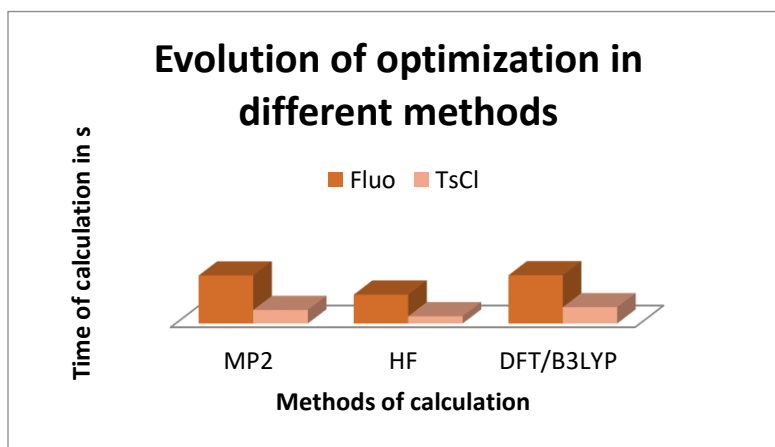 Evolution of optimization in
different methods
Time of calculation in s
Fluo TsCl
MP2 HF DFT/B3LYP
Methods of calculation